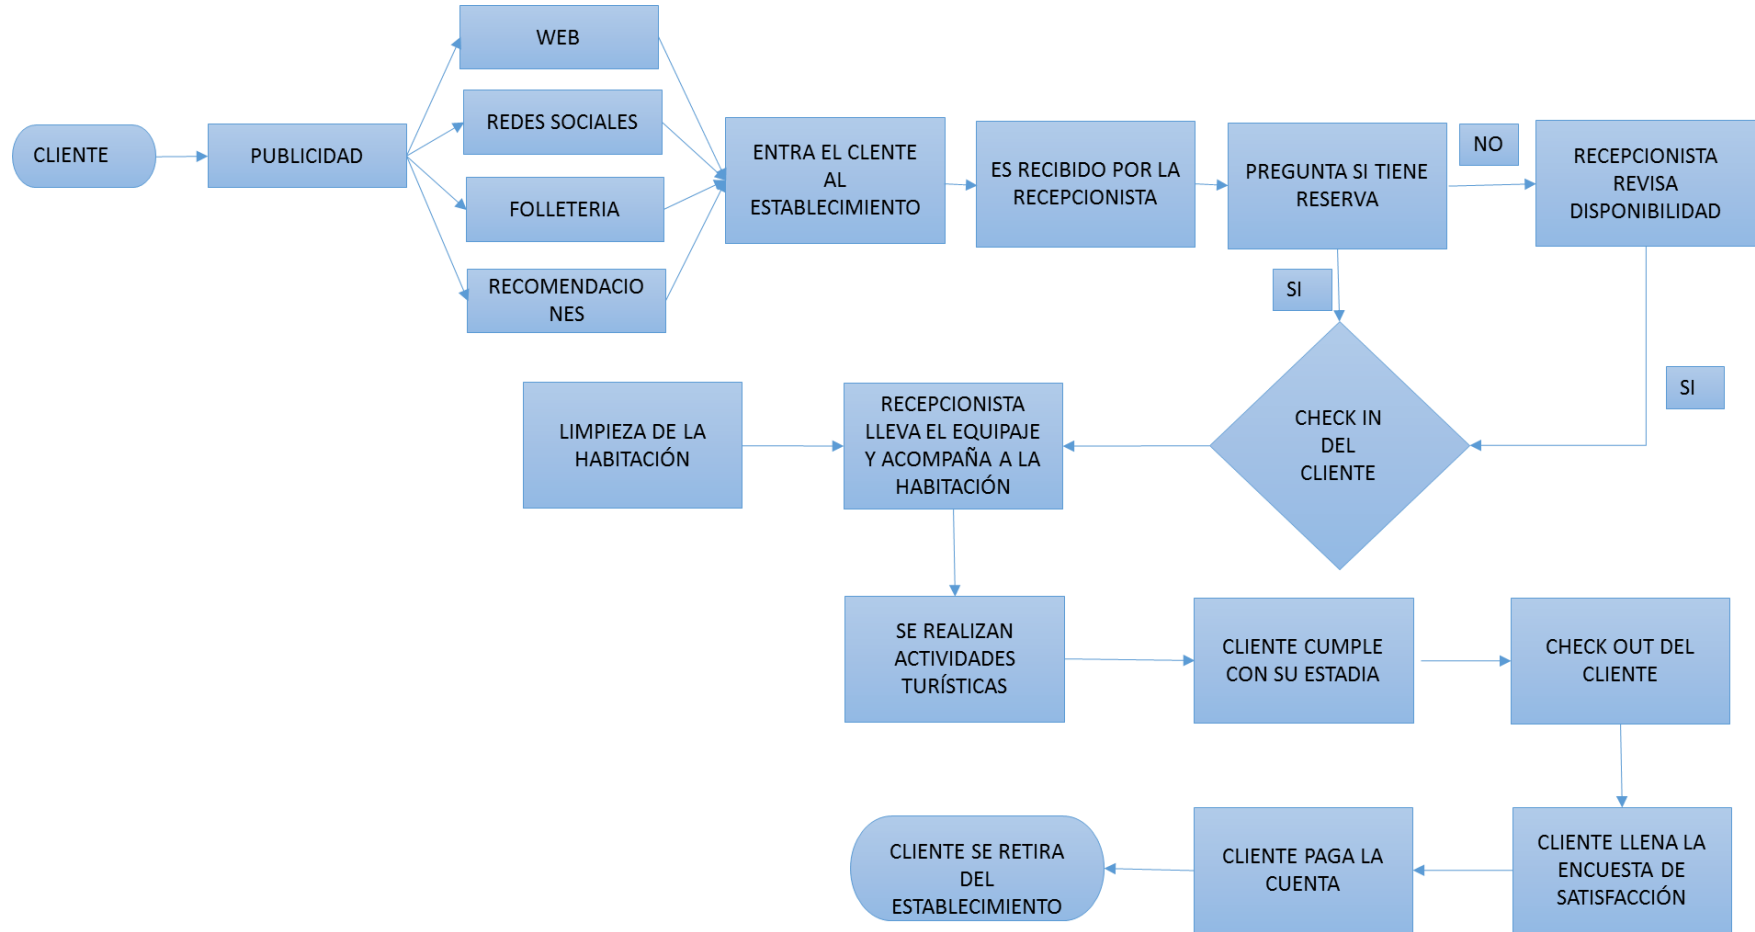 WEB
REDES SOCIALES
FOLLETERIA
RECOMENDACIO
NES
CLIENTE
PUBLICIDAD
ENTRA EL CLENTE
AL
ESTABLECIMIENTO
ES RECIBIDO POR LA
RECEPCIONISTA
PREGUNTA SI TIENE
RESERVA
NO
RECEPCIONISTA
REVISA
DISPONIBILIDAD
SI
SI
CHECK IN
DEL
CLIENTE
RECEPCIONISTA
LLEVA EL EQUIPAJE
Y ACOMPAÑA A LA
HABITACIÓN
LIMPIEZA DE LA
HABITACIÓN
SE REALIZAN
ACTIVIDADES
TURÍSTICAS
CLIENTE CUMPLE
CON SU ESTADIA
CHECK OUT DEL
CLIENTE
CLIENTE LLENA LA
ENCUESTA DE
SATISFACCIÓN
CLIENTE PAGA LA
CUENTA
CLIENTE SE RETIRA
DEL
ESTABLECIMIENTO